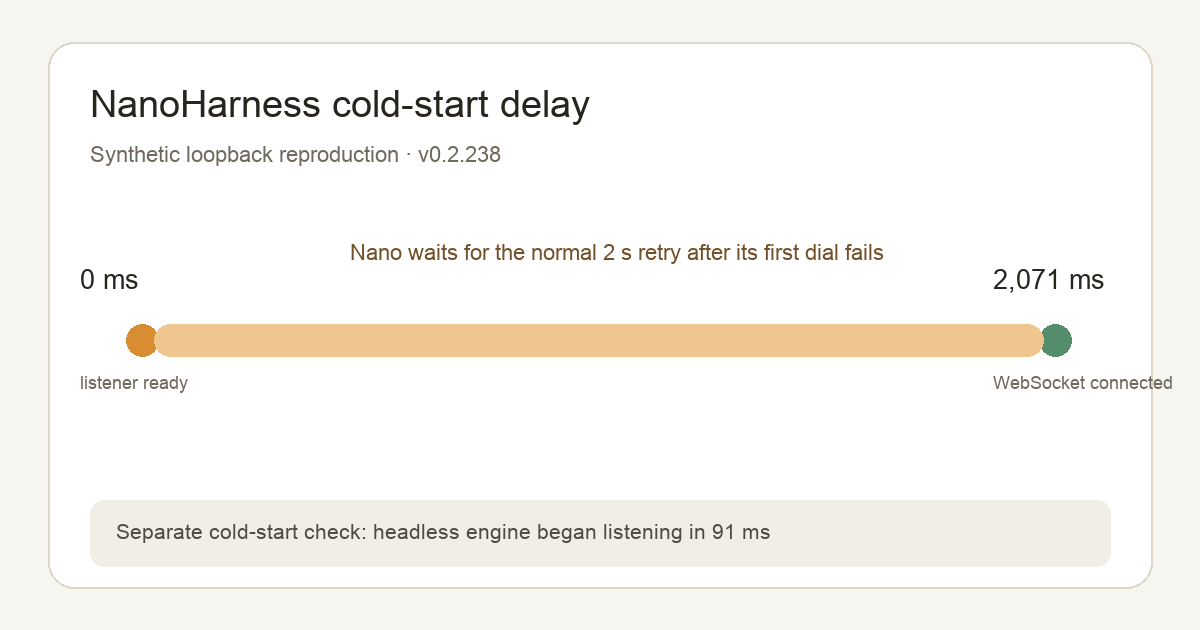 NanoHarness cold-start delay
Synthetic loopback reproduction · v0.2.238
Nano waits for the normal 2 s retry after its first dial fails
0 ms
2,071 ms
listener ready
WebSocket connected
Separate cold-start check: headless engine began listening in 91 ms